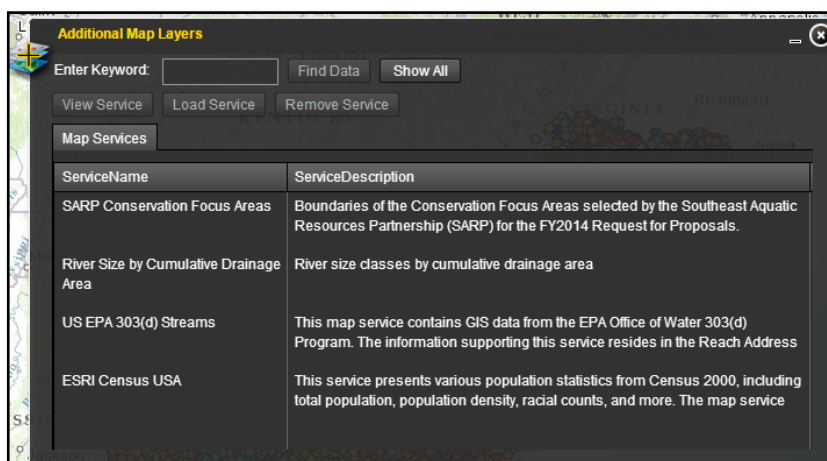 Additional Map Layers
Enter Keyword:
Find Data
Show All
View Service
Load Service
Remove Service
KENTUCKY
VIRGINIA
Richmond
Norfolk
Map Services
ServiceName
ServiceDescription
SARP Conservation Focus Areas
Boundaries of the Conservation Focus Areas selected by the Southeast Aquatic
Resources Partnership (SARP) for the FY2014 Request for Proposals.
River Size by Cumulative Drainage
Area
River size classes by cumulative drainage area
US EPA 303(d) Streams
This map service contains GIS data from the EPA Office of Water 303(d)
Program. The information supporting this service resides in the Reach Address
ESRI Census USA
This service presents various population statistics from Census 2000, including
total population, population density, racial counts, and more. The map service
Jackson